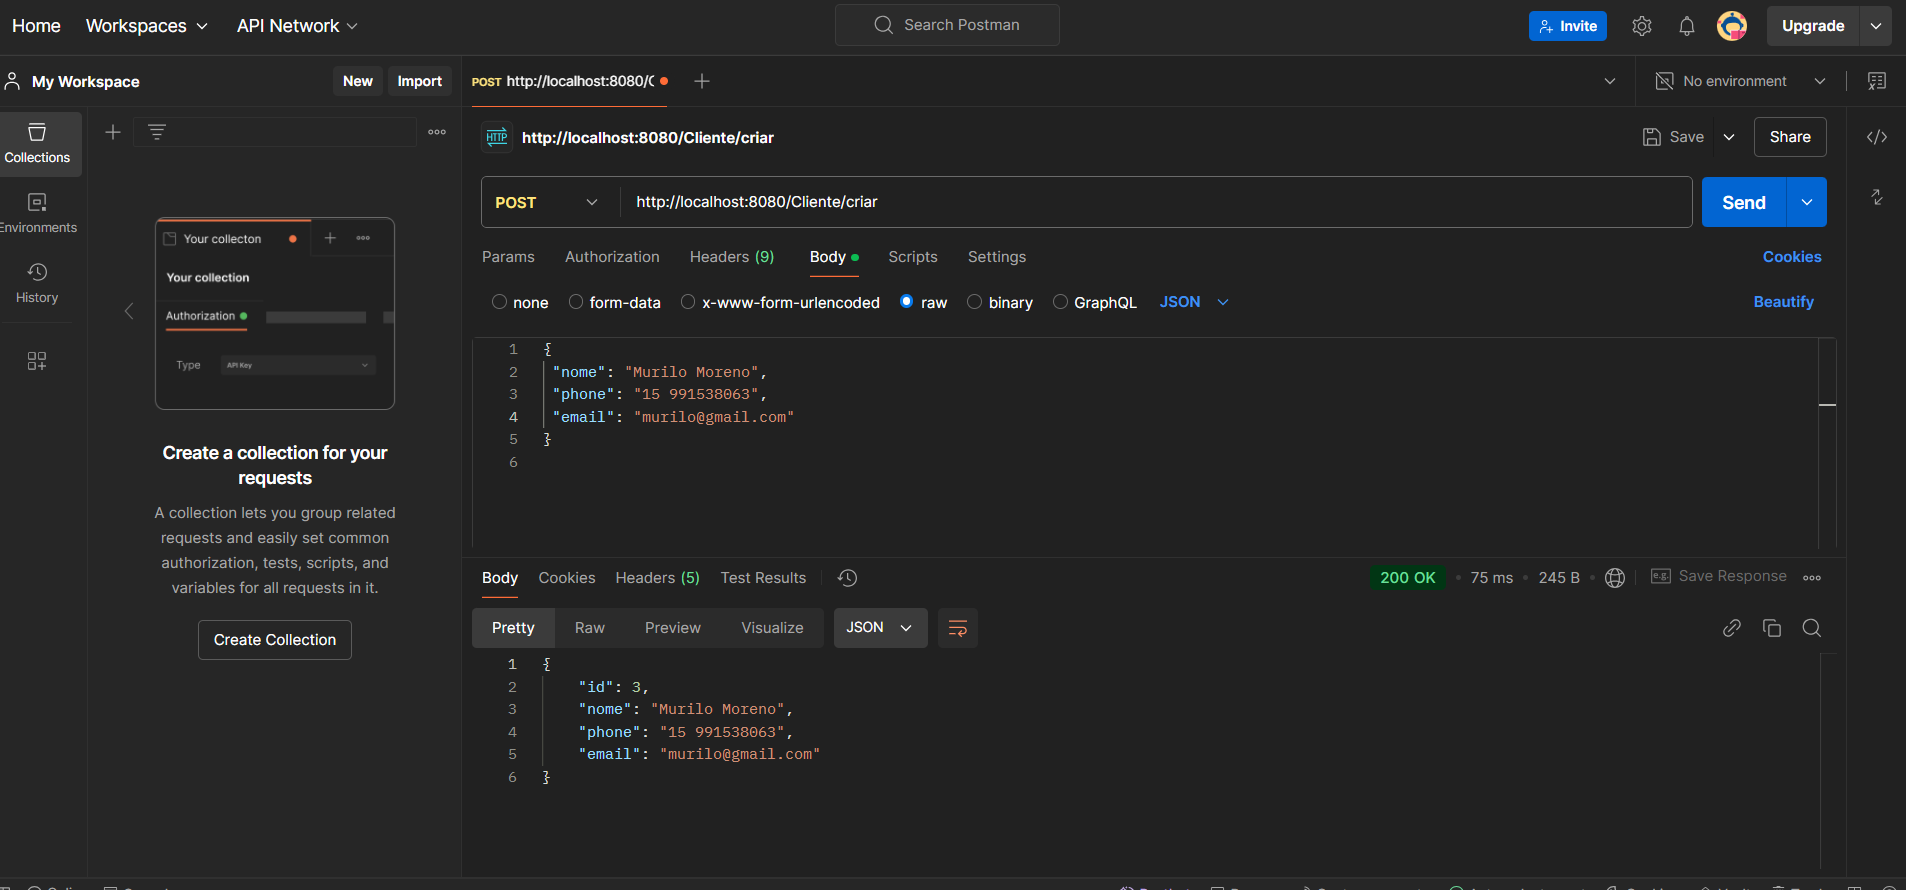 Home Workspaces API Network Search Postman Invite Upgrade
My Workspace New Import POST http://localhost:8080/C No environment
Collections
Environments
History
Your collecton
Your collection
Authorization
Type API Key
Create a collection for your
requests
A collection lets you group related
requests and easily set common
authorization, tests, scripts, and
variables for all requests in it.
Create Collection
HTTP http://localhost:8080/Cliente/criar Save Share
POST http://localhost:8080/Cliente/criar Send
Params Authorization Headers (9) Body Scripts Settings Cookies
none form-data x-www-form-urlencoded raw binary GraphQL JSON Beautify
1 {
2 "nome": "Murilo Moreno",
3 "phone": "15 991538063",
4 "email": "murilo@gmail.com"
5 }
6
Body Cookies Headers (5) Test Results 200 OK 75 ms 245 B e.g. Save Response
Pretty Raw Preview Visualize JSON
1 {
2 "id": 3,
3 "nome": "Murilo Moreno",
4 "phone": "15 991538063",
5 "email": "murilo@gmail.com"
6 }